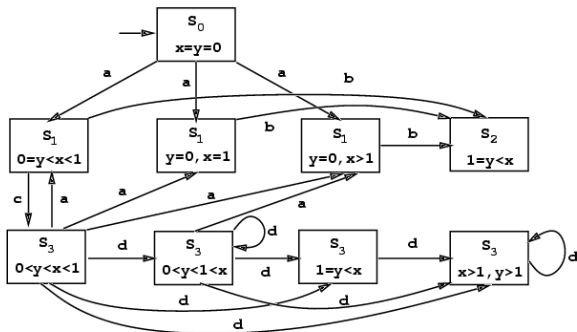 S0
x=y=0
a
a
a
b
S1
0=y<x<1
S1
y=0,x=1
b
S1
y=0,x>1
b
S2
1=y<x
c
a
a
a
a
S3
0<y<x<1
d
S3
0<y<1<x
d
d
S3
1=y<x
d
S3
x>1,y>1
d
d
d
d